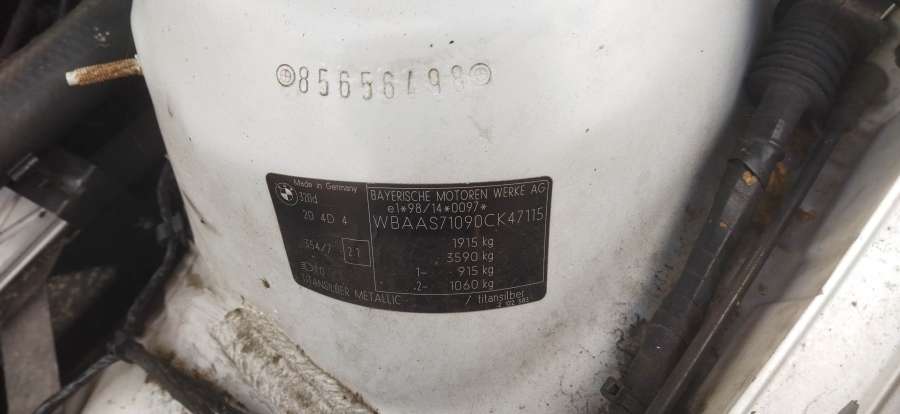 85656498
BMW
Made in Germany
320d
20 4D 4
354/7
21
TITANSILBER METALLIC
BAYERISCHE MOTOREN WERKE AG
e1*98/14*0097*
WBAAS71090CK47115
1915 kg
3590 kg
1- 915 kg
2- 1060 kg
/ titansilber